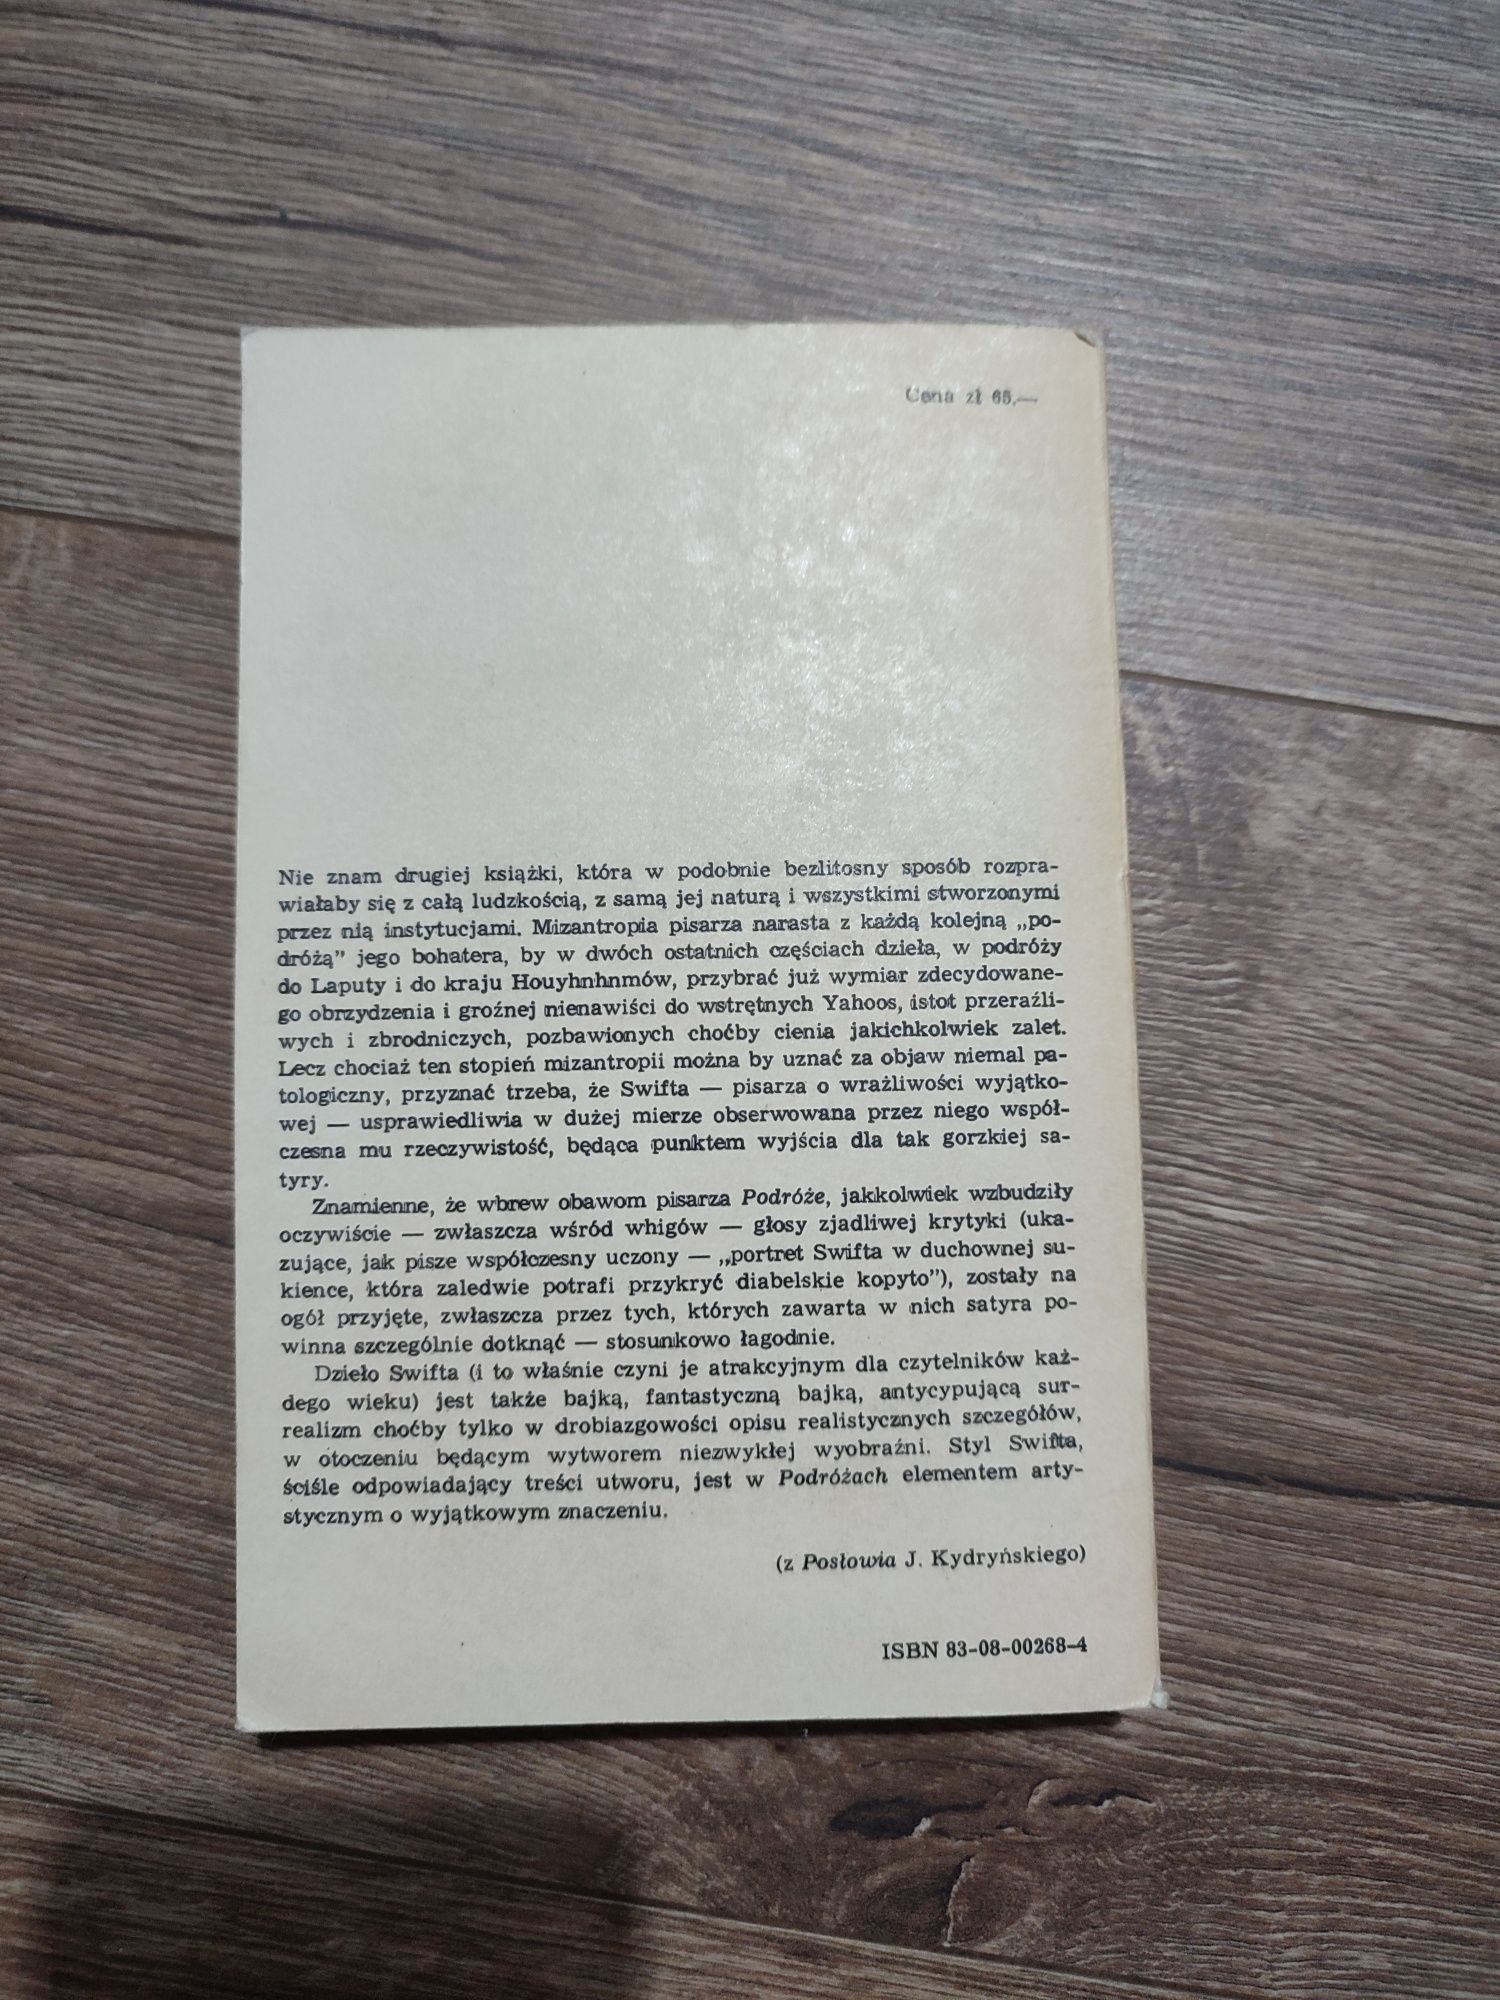 Cena zł 65,—
Nie znam drugiej książki, która w podobnie bezlitosny sposób rozpra-
wiałaby się z całą ludzkością, z samą jej naturą i wszystkimi stworzonymi
przez nią instytucjami. Mizantropia pisarza narasta z każdą kolejną „po-
dróżą” jego bohatera, by w dwóch ostatnich częściach dzieła, w podróży
do Laputy i do kraju Houyhnhnmów, przybrać już wymiar zdecydowane-
go obrzydzenia i groźnej nienawiści do wstrętnych Yahoos, istot przeraźli-
wych i zbrodniczych, pozbawionych choćby cienia jakichkolwiek zalet.
Lecz chociaż ten stopień mizantropii można by uznać za objaw niemal pa-
tologiczny, przyznać trzeba, że Swifta — pisarza o wrażliwości wyjątko-
wej — usprawiedliwia w dużej mierze obserwowana przez niego współ-
czesna mu rzeczywistość, będąca punktem wyjścia dla tak gorzkiej sa-
tyry.
Znamienne, że wbrew obawom pisarza Podróże, jakkolwiek wzbudziły
oczywiście — zwłaszcza wśród whigów — głosy zjadliwej krytyki (uka-
zujące, jak pisze współczesny uczony — „portret Swifta w duchownej su-
kience, która zaledwie potrafi przykryć diabelskie kopyto”), zostały na
ogół przyjęte, zwłaszcza przez tych, których zawarta w nich satyra po-
winna szczególnie dotknąć — stosunkowo łagodnie.
Dzieło Swifta (i to właśnie czyni je atrakcyjnym dla czytelników każ-
dego wieku) jest także bajką, fantastyczną bajką, antycypującą sur-
realizm choćby tylko w drobiazgowości opisu realistycznych szczegółów,
w otoczeniu będącym wytworem niezwykłej wyobraźni. Styl Swifta,
ściśle odpowiadający treści utworu, jest w Podróżach elementem arty-
stycznym o wyjątkowym znaczeniu.
(z Posłowia J. Kydryńskiego)
ISBN 83-08-00268-4